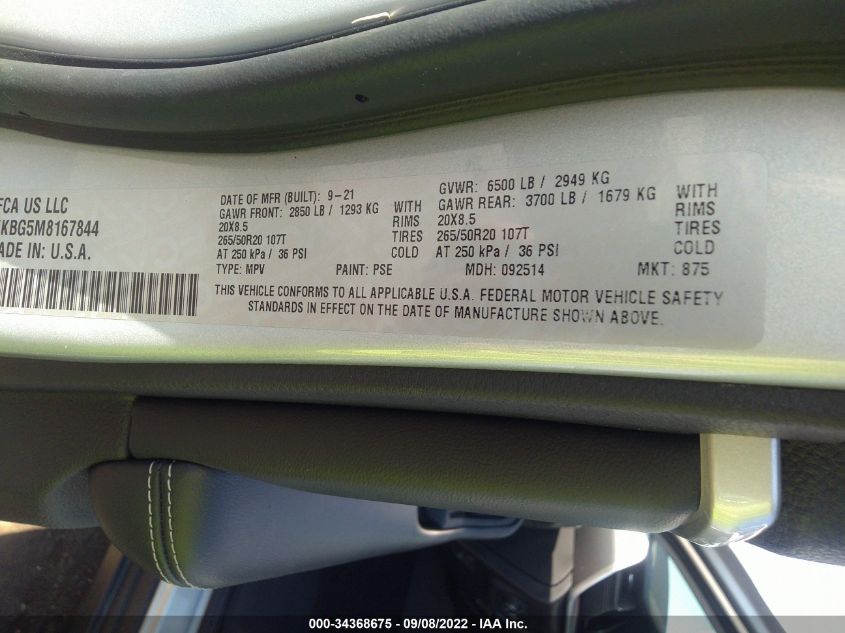 FCA US LLC
KBG5M8167844
MADE IN: U.S.A.
DATE OF MFR (BUILT): 9-21
GAWR FRONT: 2850 LB / 1293 KG WITH
20X8.5 RIMS
265/50R20 107T TIRES
AT 250 kPa / 36 PSI COLD
TYPE: MPV PAINT: PSE
GVWR: 6500 LB / 2949 KG
GAWR REAR: 3700 LB / 1679 KG WITH
20X8.5 RIMS
265/50R20 107T TIRES
AT 250 kPa / 36 PSI COLD
MDH: 092514 MKT: 875
THIS VEHICLE CONFORMS TO ALL APPLICABLE U.S.A. FEDERAL MOTOR VEHICLE SAFETY
STANDARDS IN EFFECT ON THE DATE OF MANUFACTURE SHOWN ABOVE.
000-34368675 - 09/08/2022 - IAA Inc.